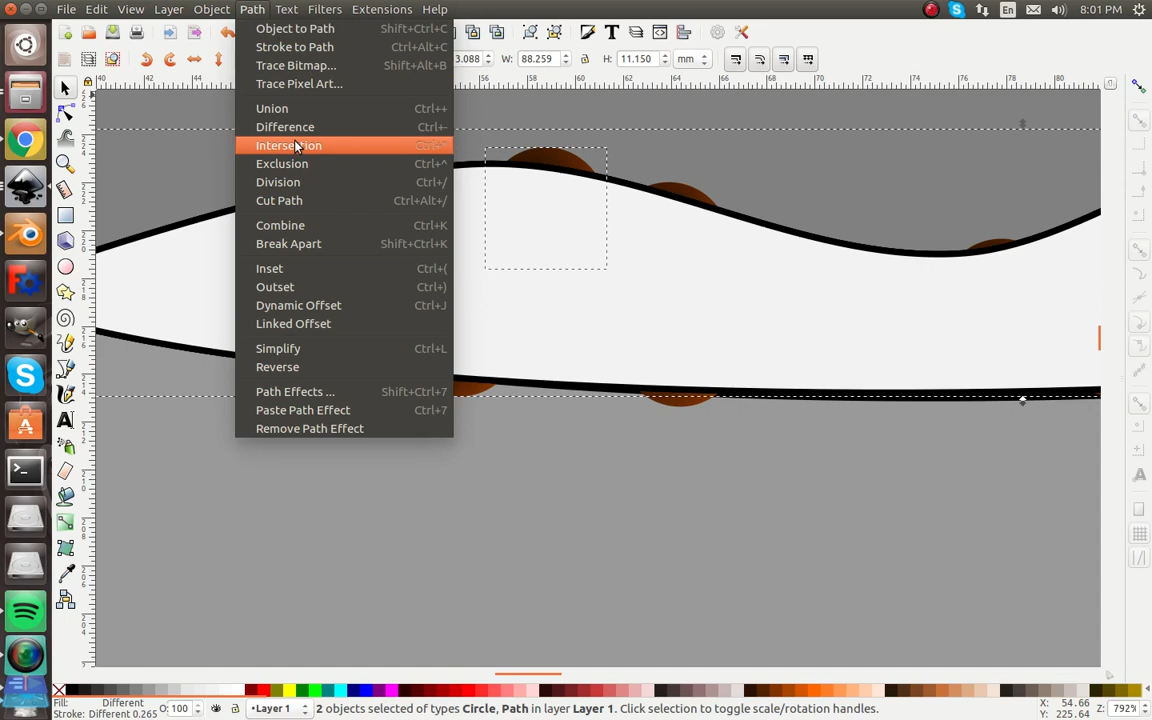 File Edit View Layer Object Path Text Filters Extensions Help
En
8:01 PM
3.088 W: 88.259 H: 11.150 mm
Object to Path Shift+Ctrl+C
Stroke to Path Ctrl+Alt+C
Trace Bitmap... Shift+Alt+B
Trace Pixel Art...
Union Ctrl++
Difference Ctrl+-
Intersection Ctrl+*
Exclusion Ctrl+^
Division Ctrl+/
Cut Path Ctrl+Alt+/
Combine Ctrl+K
Break Apart Shift+Ctrl+K
Inset Ctrl+(
Outset Ctrl+)
Dynamic Offset Ctrl+J
Linked Offset
Simplify Ctrl+L
Reverse
Path Effects ... Shift+Ctrl+7
Paste Path Effect Ctrl+7
Remove Path Effect
Fill: Different
Stroke: Different 0.265
O: 100
•Layer 1
2 objects selected of types Circle, Path in layer Layer 1. Click selection to toggle scale/rotation handles.
X: 54.66
Y: 225.64
Z: 792%